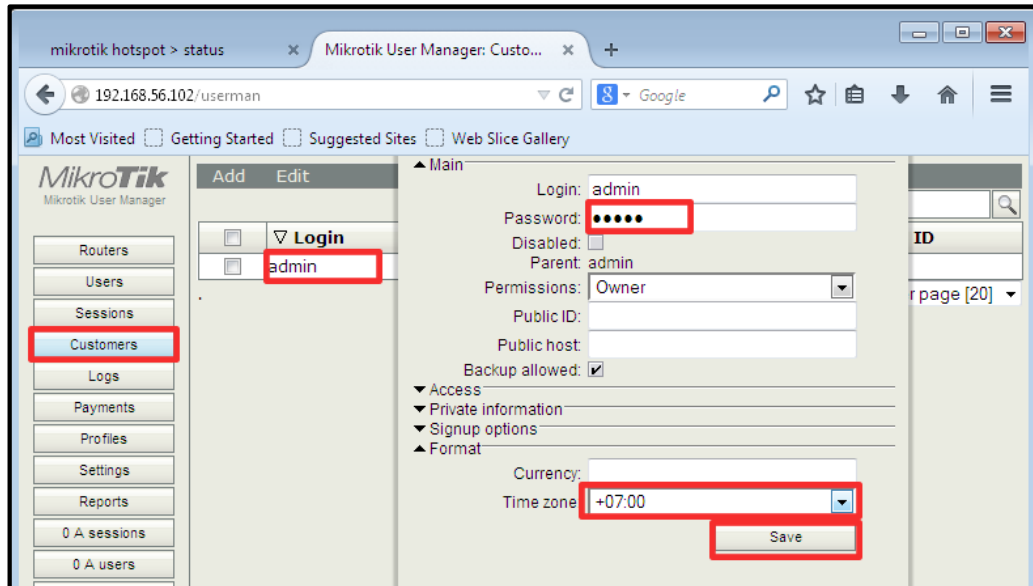 mikrotik hotspot > status
Mikrotik User Manager: Custo...
192.168.56.102/userman
Google
Most Visited
Getting Started
Suggested Sites
Web Slice Gallery
MikroTik
Mikrotik User Manager
Add Edit
Routers
Users
Sessions
Customers
Logs
Payments
Profiles
Settings
Reports
0 A sessions
0 A users
Login
admin
Main
Login: admin
Password: •••••
Disabled:
Parent: admin
Permissions: Owner
Public ID:
Public host:
Backup allowed:
Access
Private information
Signup options
Format
Currency:
Time zone +07:00
Save
ID
r page [20]